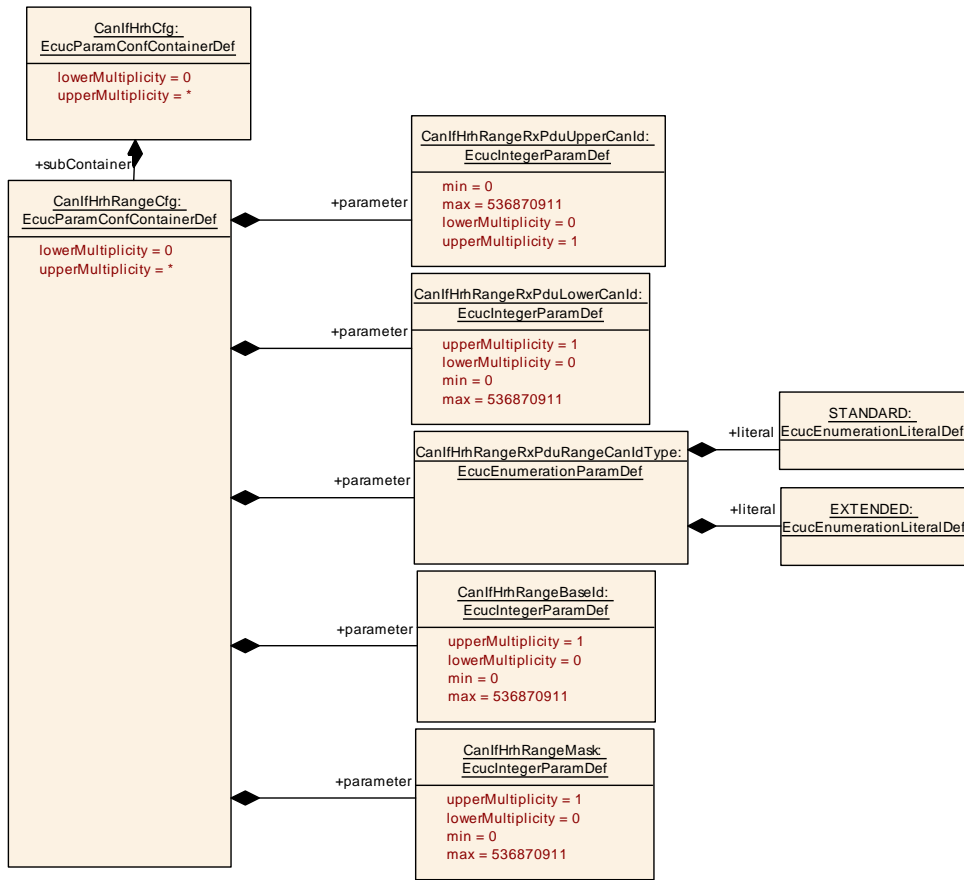 CanIfHrhCfg:
EcucParamConfContainerDef
lowerMultiplicity = 0
upperMultiplicity = *
+subContainer
CanIfHrhRangeCfg:
EcucParamConfContainerDef
lowerMultiplicity = 0
upperMultiplicity = *
+parameter
CanIfHrhRangeRxPduUpperCanId:
EcucIntegerParamDef
min = 0
max = 536870911
lowerMultiplicity = 0
upperMultiplicity = 1
+parameter
CanIfHrhRangeRxPduLowerCanId:
EcucIntegerParamDef
upperMultiplicity = 1
lowerMultiplicity = 0
min = 0
max = 536870911
+parameter
CanIfHrhRangeRxPduRangeCanIdType:
EcucEnumerationParamDef
+literal
STANDARD:
EcucEnumerationLiteralDef
+literal
EXTENDED:
EcucEnumerationLiteralDef
+parameter
CanIfHrhRangeBaseId:
EcucIntegerParamDef
upperMultiplicity = 1
lowerMultiplicity = 0
min = 0
max = 536870911
+parameter
CanIfHrhRangeMask:
EcucIntegerParamDef
upperMultiplicity = 1
lowerMultiplicity = 0
min = 0
max = 536870911